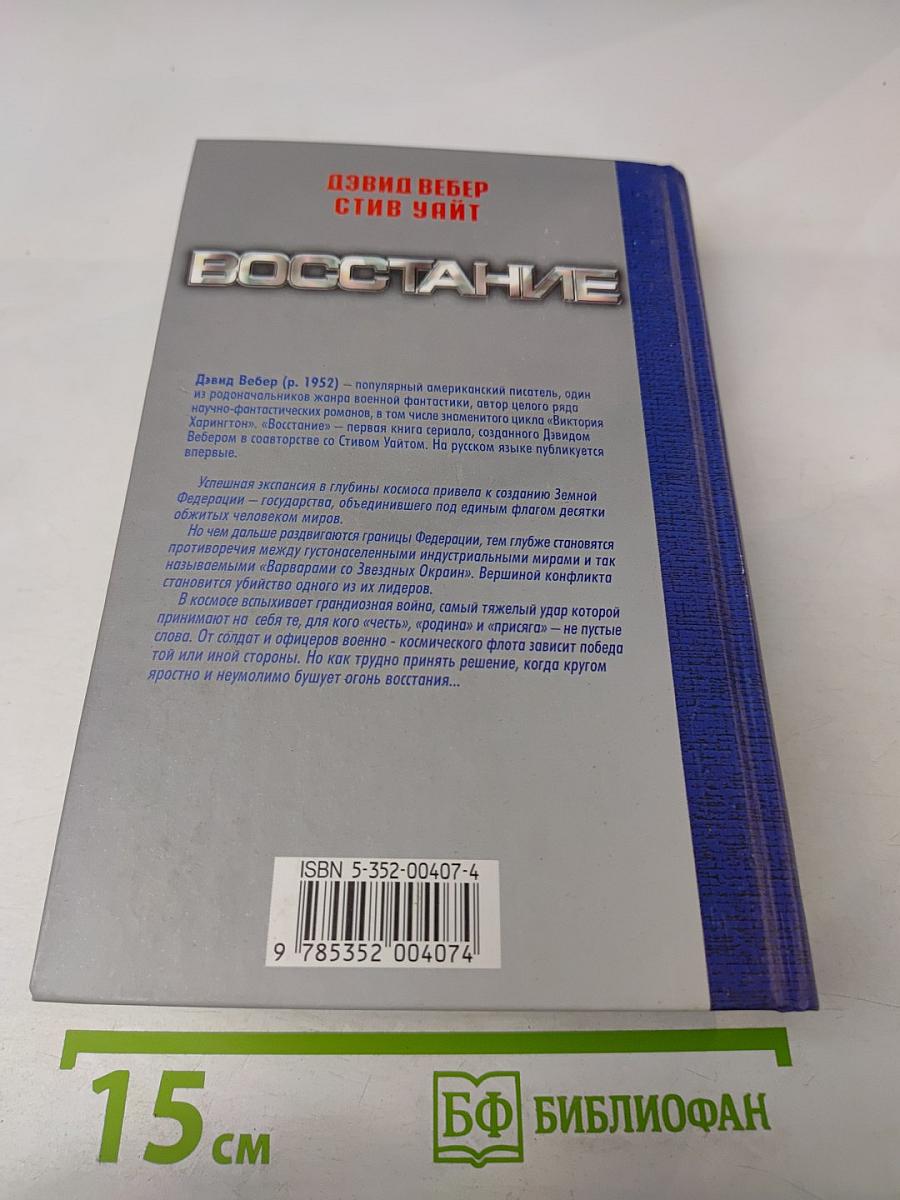 ДЭВИД ВЕБЕР
СТИВ УАЙТ
ВОССТАНИЕ
Дэвид Вебер (р. 1952) – популярный американский писатель, один
из родоначальников жанра военной фантастики, автор целого ряда
научно-фантастических романов, в том числе знаменитого цикла «Виктория
Харингтон». «Восстание» – первая книга сериала, созданного Дэвидом
Вебером в соавторстве со Стивом Уайтом. На русском языке публикуется
впервые.
Успешная экспансия в глубины космоса привела к созданию Земной
Федерации – государства, объединившего под единым флагом десятки
обжитых человеком миров.
Но чем дальше раздвигаются границы Федерации, тем глубже становятся
противоречия между густонаселенными индустриальными мирами и так
называемыми «Варварами со Звездных Окраин». Вершиной конфликта
становится убийство одного из их лидеров.
В космосе вспыхивает грандиозная война, самый тяжелый удар которой
принимают на себя те, для кого «честь», «родина» и «присяга» – не пустые
слова. От солдат и офицеров военно - космического флота зависит победа
той или иной стороны. Но как трудно принять решение, когда кругом
яростно и неумолимо бушует огонь восстания...
ISBN 5-352-00407-4
9 785352 004074
15 см
БФ БИБЛИОФАН